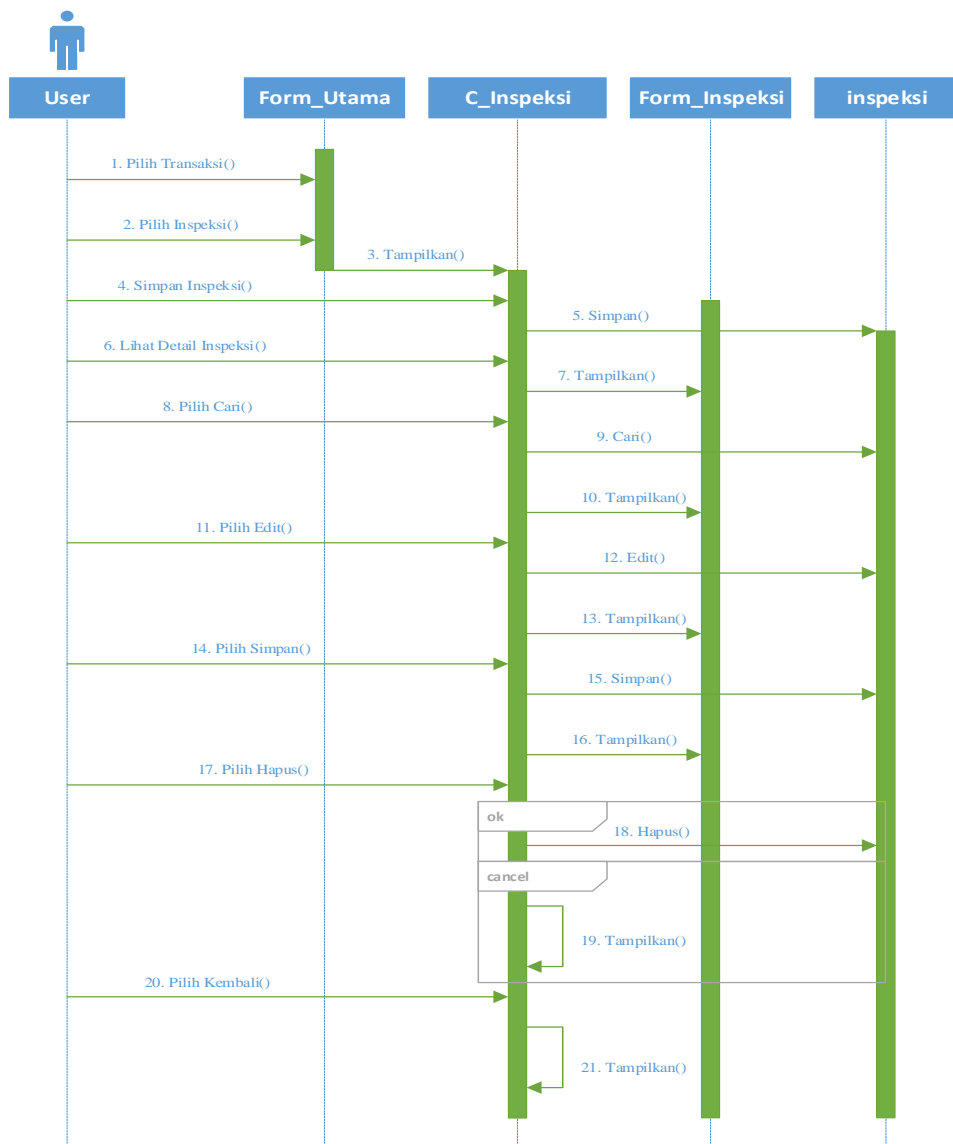 User
Form_Utama
C_Inspeksi
Form_Inspeksi
inspeksi
1. Pilih Transaksi()
2. Pilih Inspeksi()
3. Tampilkan()
4. Simpan Inspeksi()
5. Simpan()
6. Lihat Detail Inspeksi()
7. Tampilkan()
8. Pilih Cari()
9. Cari()
10. Tampilkan()
11. Pilih Edit()
12. Edit()
13. Tampilkan()
14. Pilih Simpan()
15. Simpan()
16. Tampilkan()
17. Pilih Hapus()
ok
18. Hapus()
cancel
19. Tampilkan()
20. Pilih Kembali()
21. Tampilkan()